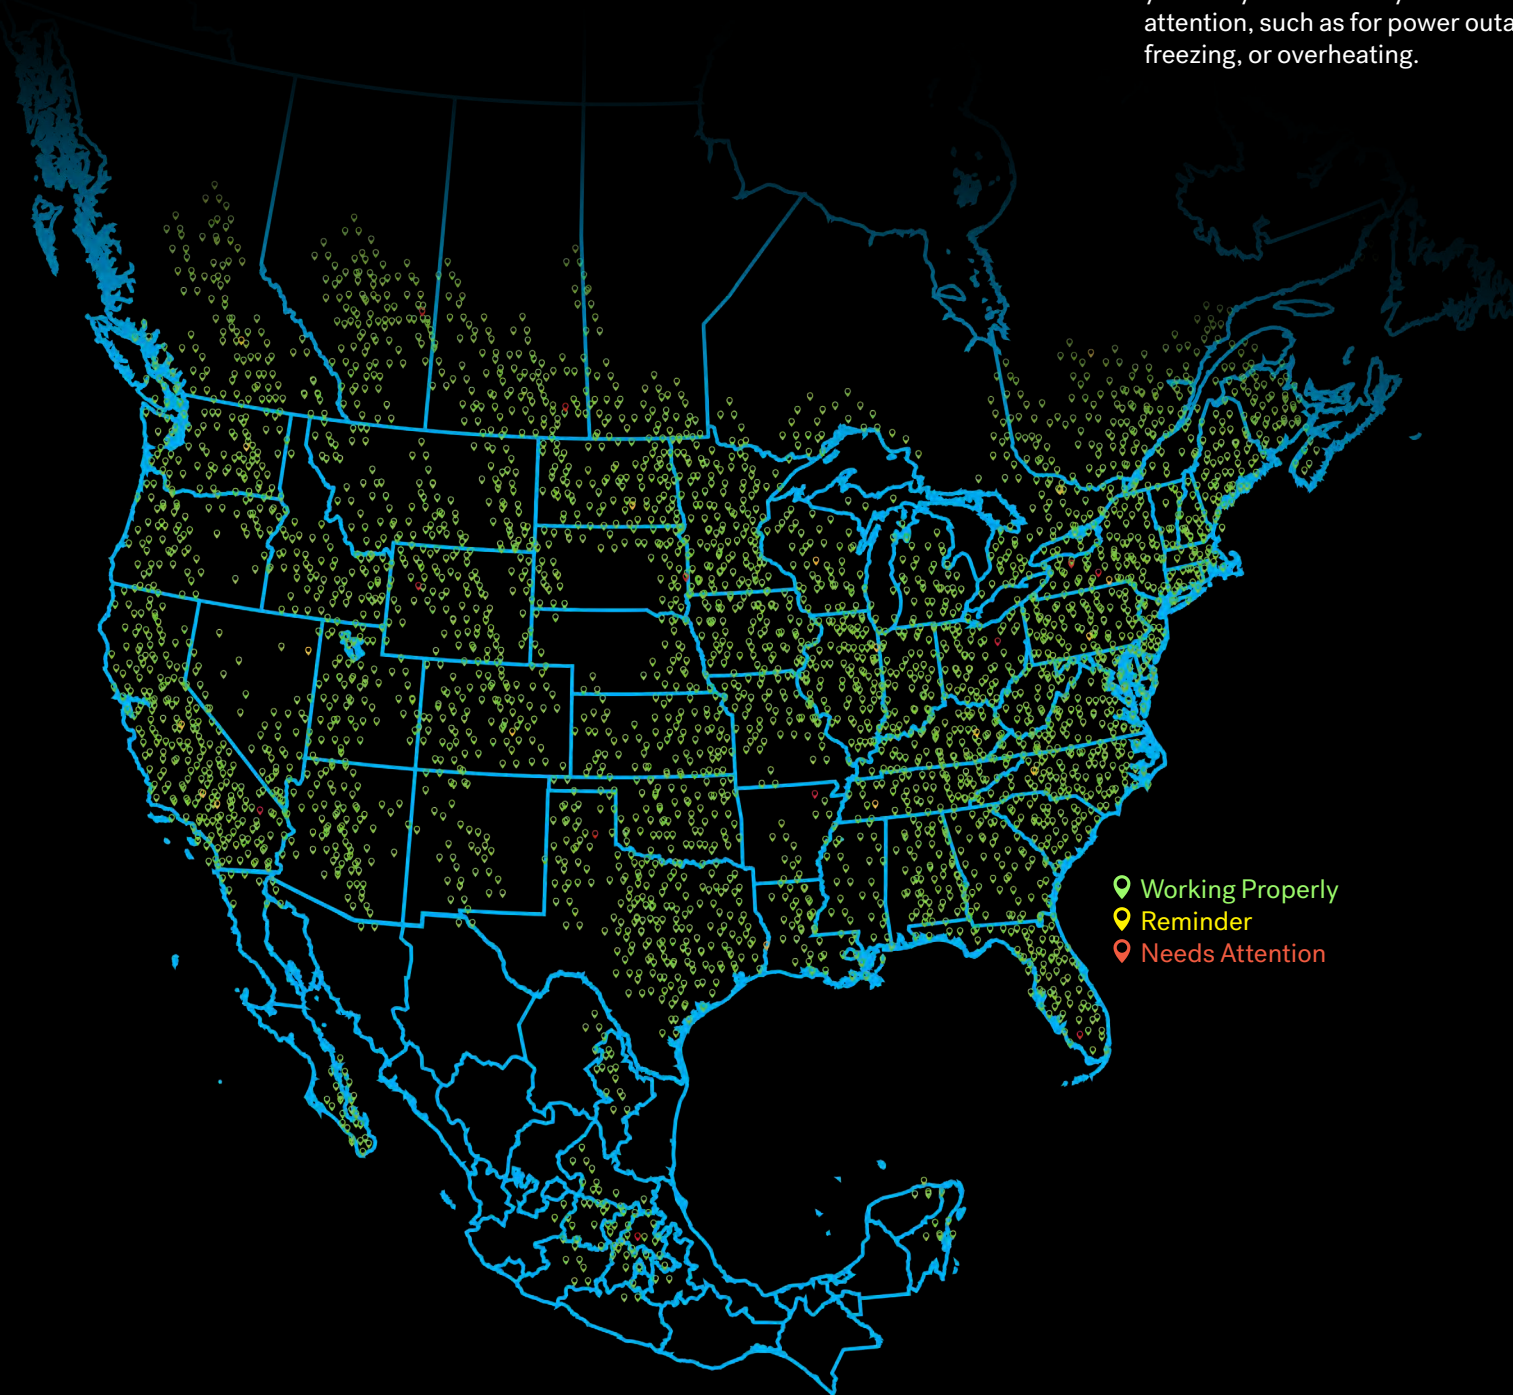 attention, such as for power outa
freezing, or overheating.
Working Properly
Reminder
Needs Attention